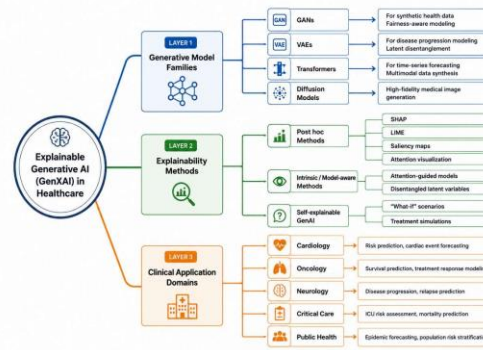 Explainable
Generative AI
(GenXAI) in
Healthcare
LAYER 1
Generative Model
Families
GAN
GANs
For synthetic health data
Fairness-aware modeling
VAE
VAEs
For disease progression modeling
Latent disentanglement
Transformers
For time-series forecasting
Multimodal data synthesis
Diffusion
Models
High-fidelity medical image
generation
LAYER 2
Explainability
Methods
Post hoc
Methods
SHAP
LIME
Saliency maps
Attention visualization
Intrinsic / Model-aware
Methods
Attention-guided models
Disentangled latent variables
Self-explainable
GenAI
"What-if" scenarios
Treatment simulations
LAYER 3
Clinical Application
Domains
Cardiology
Risk prediction, cardiac event forecasting
Oncology
Survival prediction, treatment response modeling
Neurology
Disease progression, relapse prediction
Critical Care
ICU risk assessment, mortality prediction
Public Health
Epidemic forecasting, population risk stratification